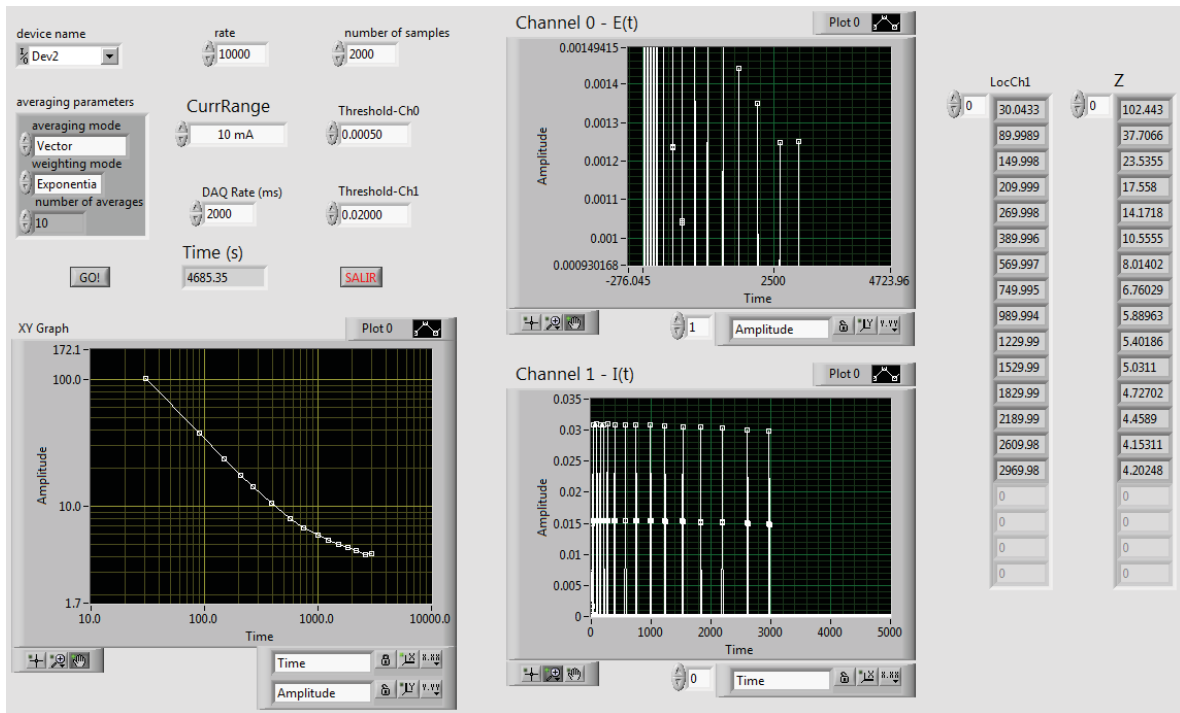 device name
Dev2
rate
10000
number of samples
2000
averaging parameters
averaging mode
Vector
weighting mode
Exponentia
number of averages
10
CurrRange
10 mA
Threshold-Ch0
0.00050
DAQ Rate (ms)
2000
Threshold-Ch1
0.02000
Time (s)
4685.35
GO!
SALIR
XY Graph
Plot 0
172.1
100.0
10.0
1.7
Amplitude
10.0 100.0 1000.0 10000.0
Time
Time
Amplitude
Channel 0 - E(t)
Plot 0
0.00149415
0.0014
0.0013
0.0012
0.0011
0.001
0.000930168
Amplitude
-276.045 2500 4723.96
Time
1
Amplitude
Channel 1 - I(t)
Plot 0
0.035
0.03
0.025
0.02
0.015
0.01
0.005
0
Amplitude
0 1000 2000 3000 4000 5000
Time
0
Time
LocCh1
0
30.0433
89.9989
149.998
209.999
269.998
389.996
569.997
749.995
989.994
1229.99
1529.99
1829.99
2189.99
2609.98
2969.98
0
0
0
0
Z
0
102.443
37.7066
23.5355
17.558
14.1718
10.5555
8.01402
6.76029
5.88963
5.40186
5.0311
4.72702
4.4589
4.15311
4.20248
0
0
0
0